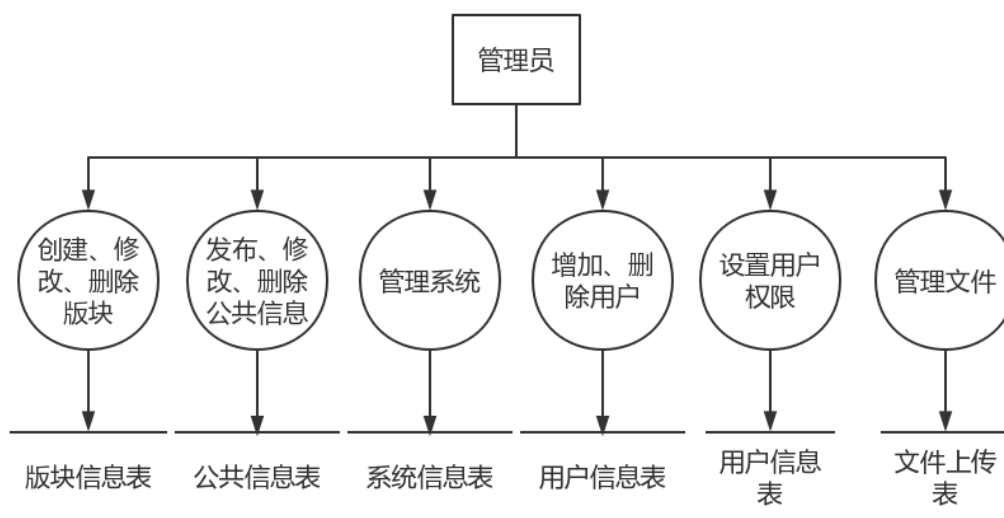 管理员
创建、修
改、删除
版块
发布、修
改、删除
公共信息
管理系统
增加、删
除用户
设置用户
权限
管理文件
版块信息表
公共信息表
系统信息表
用户信息表
用户信息
表
文件上传
表